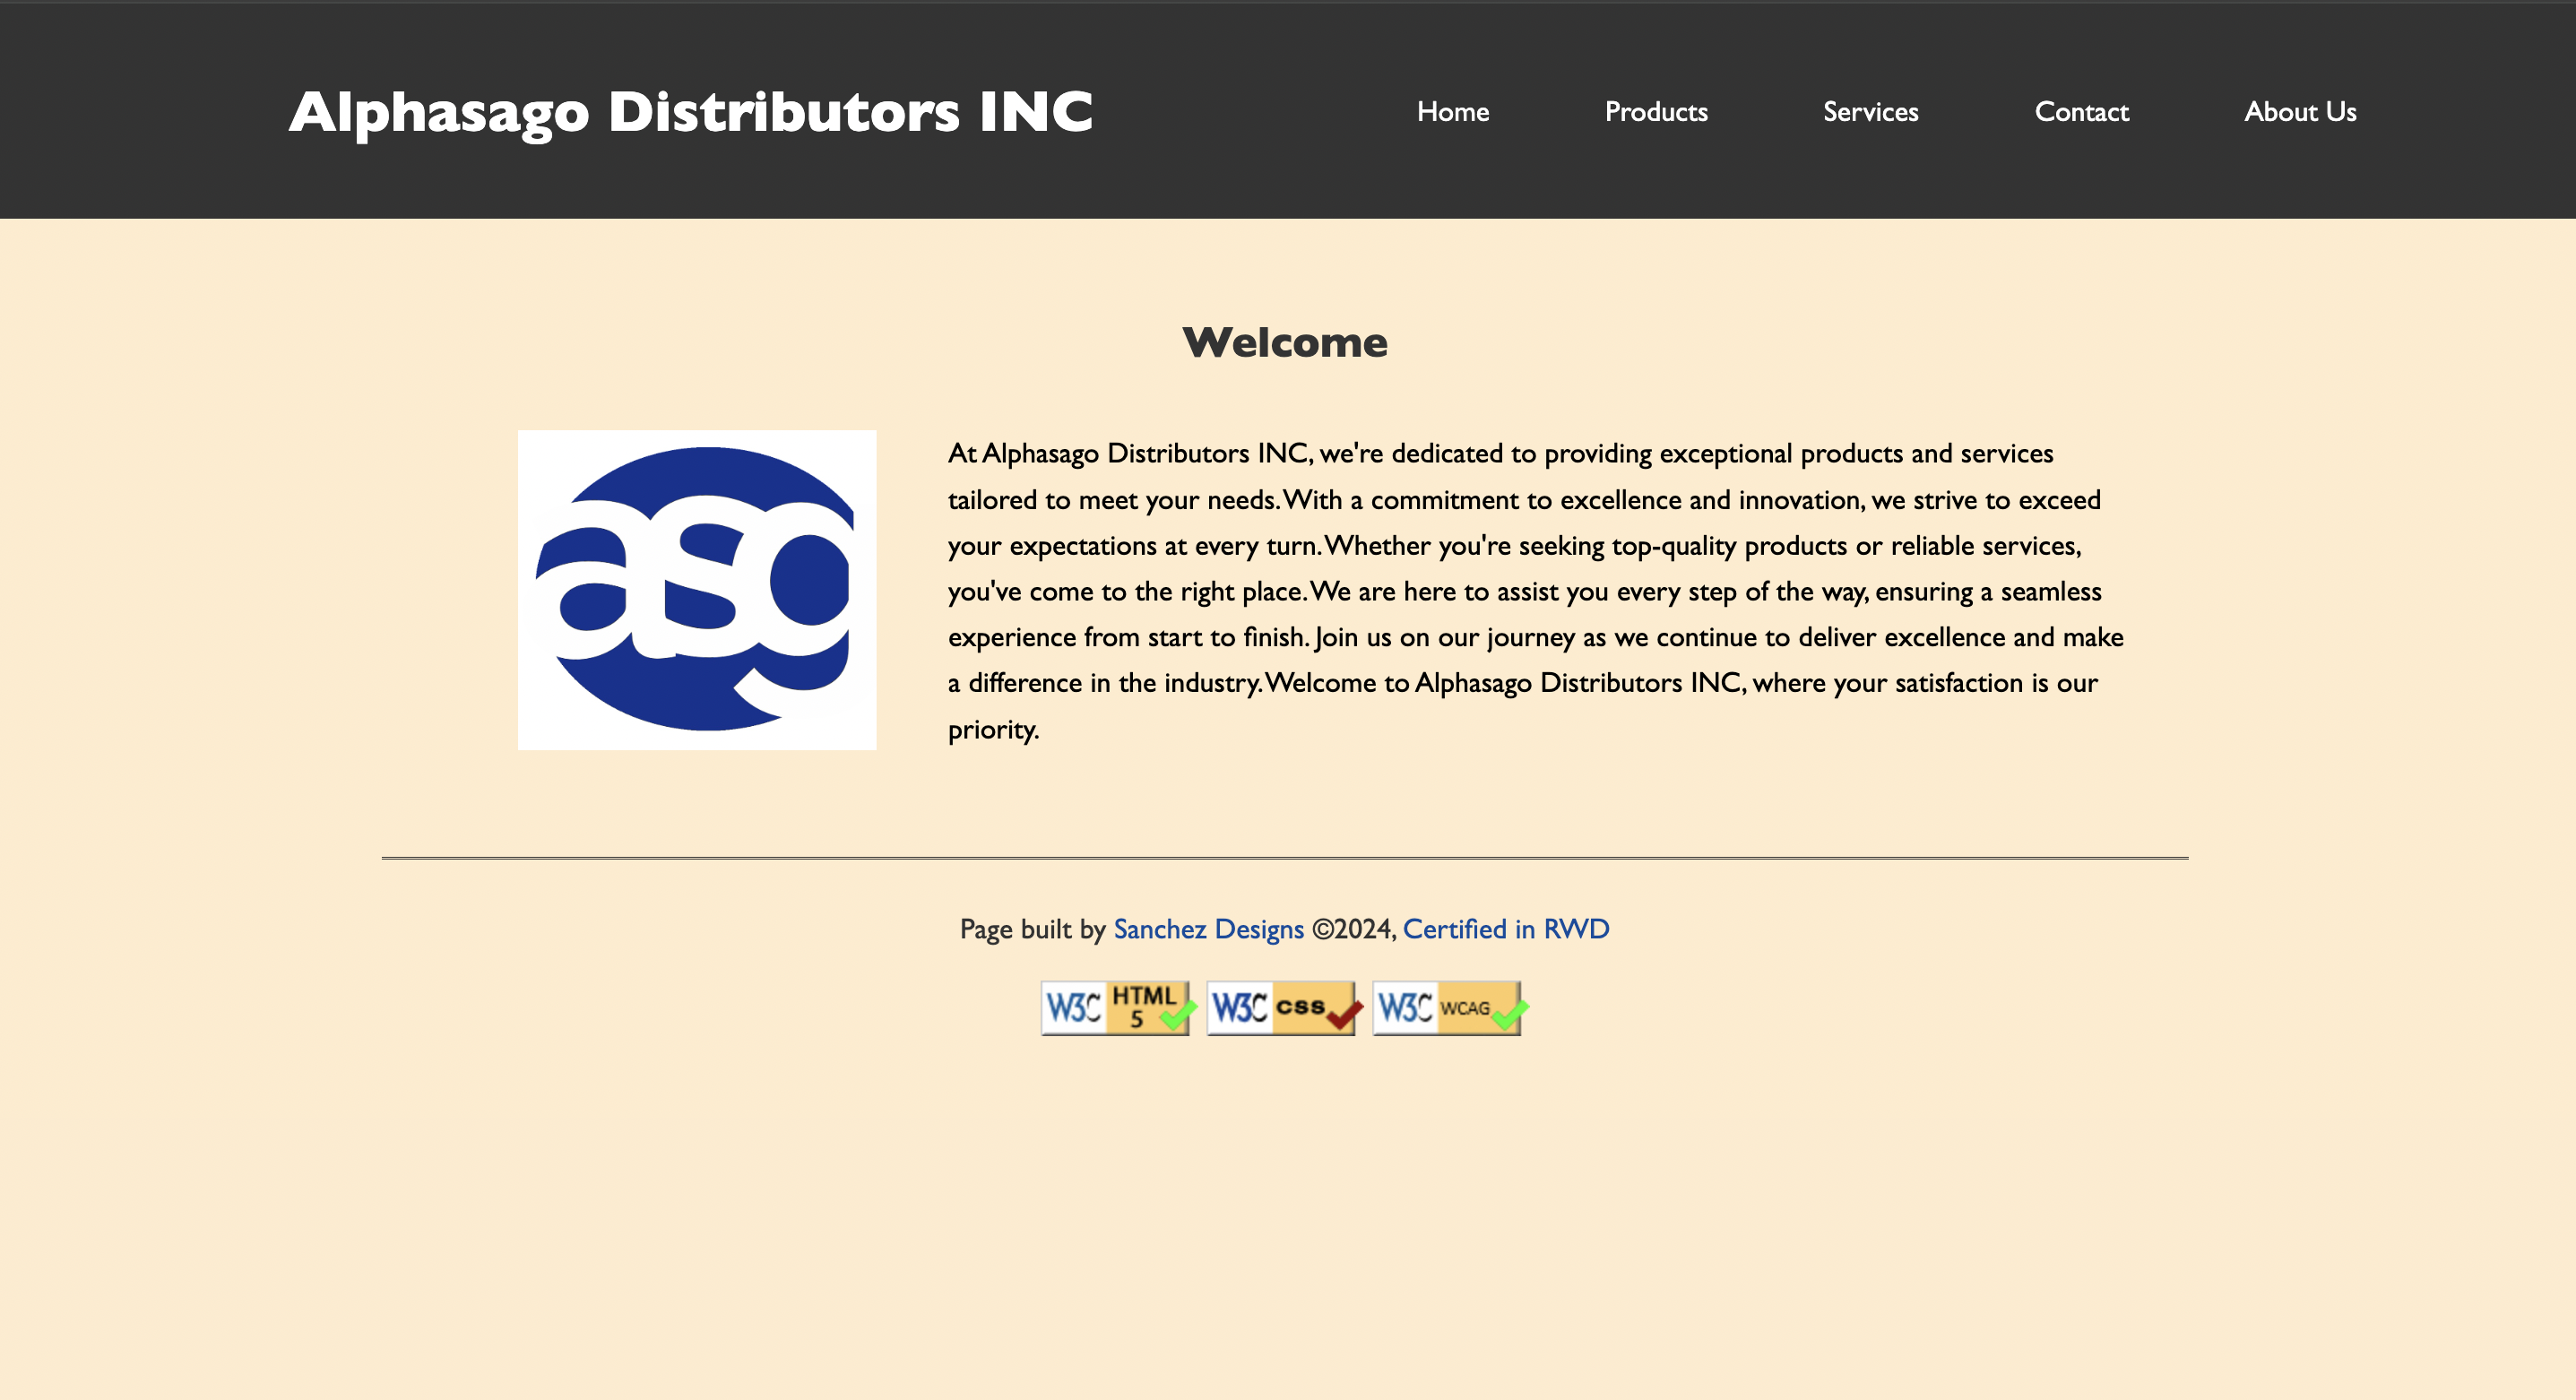 Alphasago Distributors INC
Home Products Services Contact About Us
Welcome
asg
At Alphasago Distributors INC, we're dedicated to providing exceptional products and services
tailored to meet your needs. With a commitment to excellence and innovation, we strive to exceed
your expectations at every turn. Whether you're seeking top-quality products or reliable services,
you've come to the right place. We are here to assist you every step of the way, ensuring a seamless
experience from start to finish. Join us on our journey as we continue to deliver excellence and make
a difference in the industry. Welcome to Alphasago Distributors INC, where your satisfaction is our
priority.
Page built by Sanchez Designs ©2024, Certified in RWD
W3C HTML 5 W3C css W3C WCAG